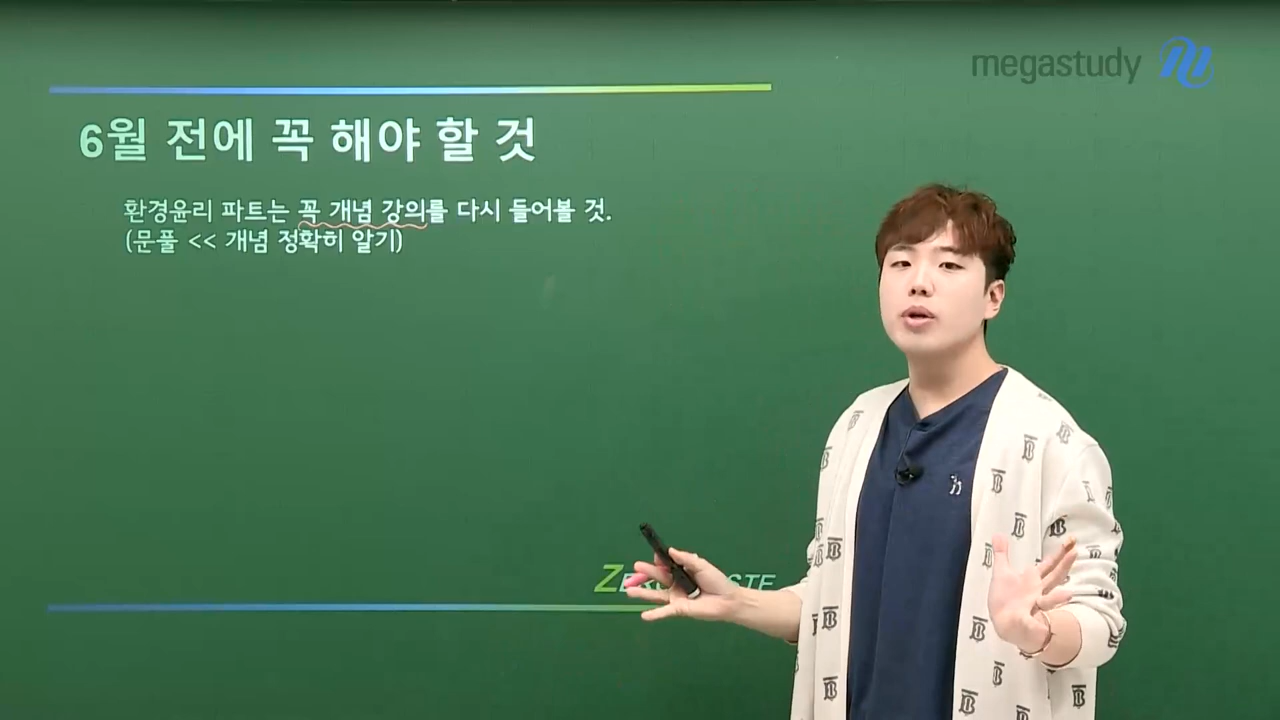 megastudy
6월 전에 꼭 해야 할 것
환경윤리 파트는 꼭 개념 강의를 다시 들어볼 것.
(문풀 << 개념 정확히 알기)